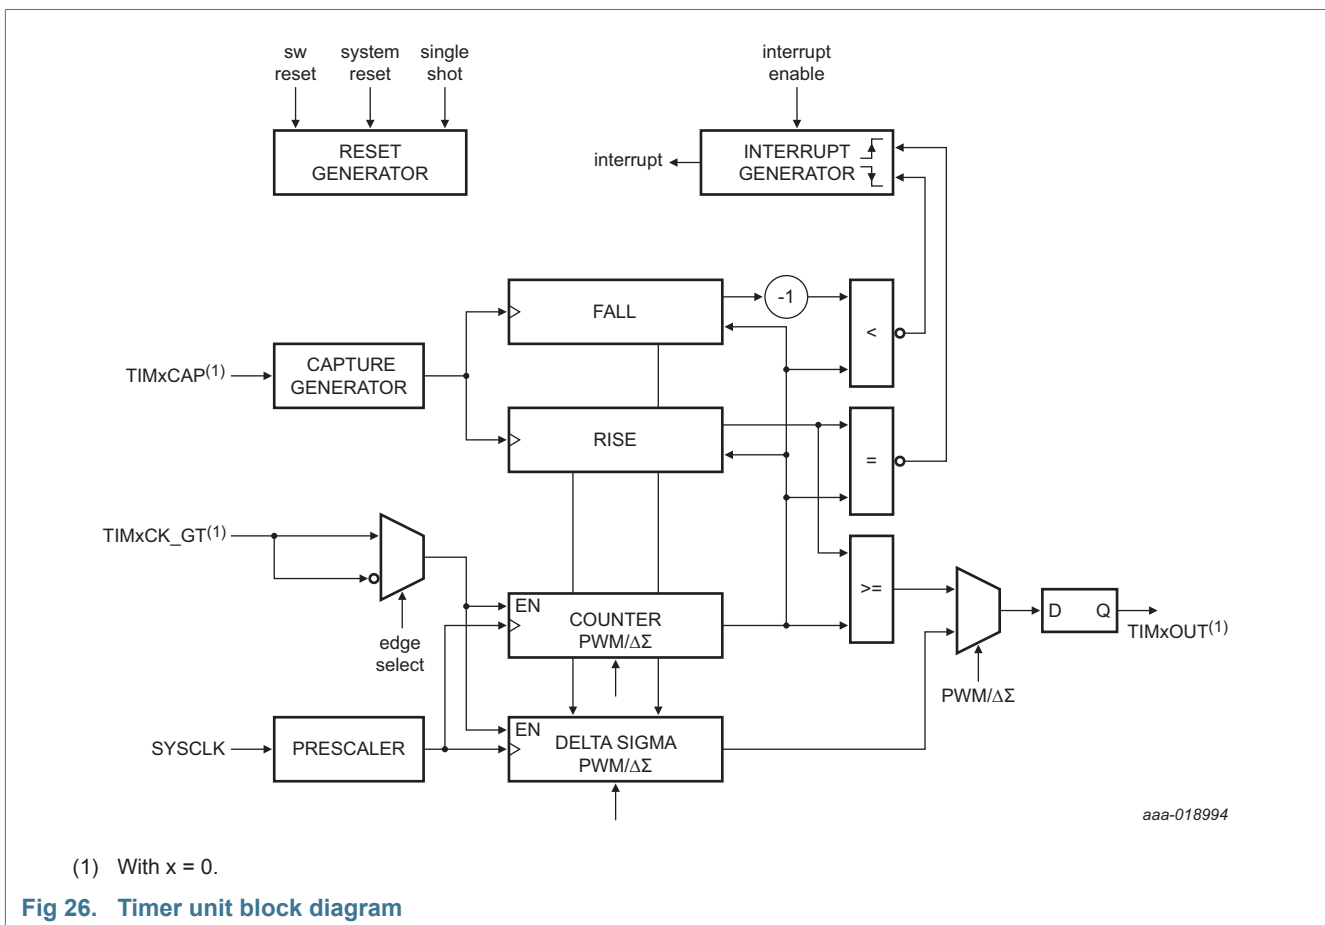 sw
reset
system
reset
single
shot
interrupt
enable
RESET
GENERATOR
interrupt
INTERRUPT
GENERATOR
FALL
-1
<
TIMxCAP(1)
CAPTURE
GENERATOR
RISE
=
TIMxCK_GT(1)
edge
select
EN
COUNTER
PWM/ΔΣ
>=
D Q
TIMxOUT(1)
PWM/ΔΣ
SYSCLK
PRESCALER
EN
DELTA SIGMA
PWM/ΔΣ
aaa-018994
(1) With x = 0.
Fig 26. Timer unit block diagram